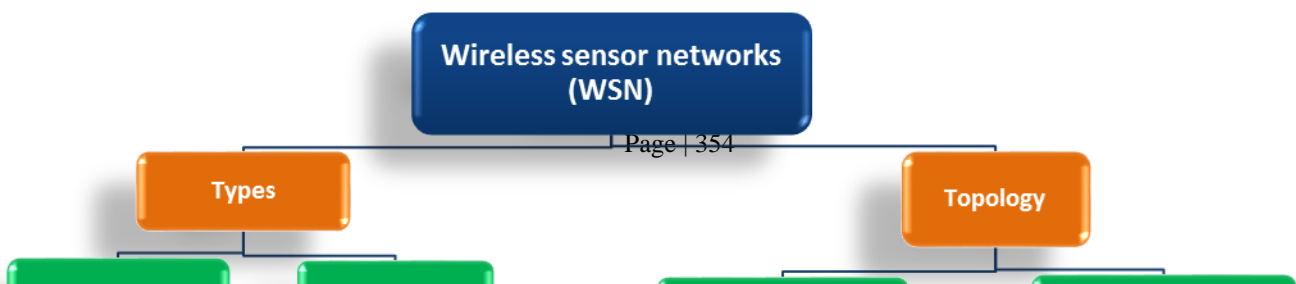 Wireless sensor networks
(WSN)
Page | 354
Types
Topology